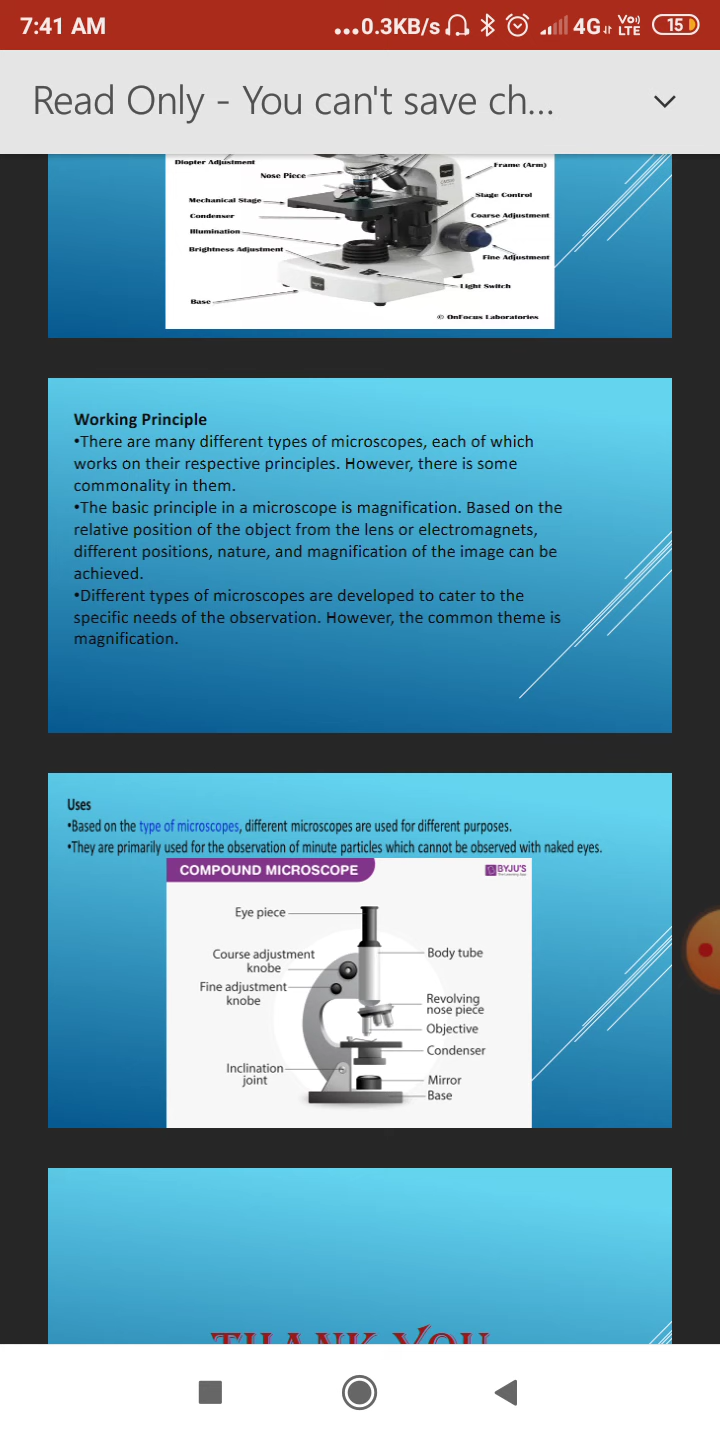 7:41 AM
...0.3KB/s 4G Vo)) LTE 15
Read Only - You can't save ch...
Diopter Adjustment
Nose Piece
Frame (Arm)
Mechanical Stage
Stage Control
Condenser
Coarse Adjustment
Illumination
Brightness Adjustment
Fine Adjustment
Light Switch
Base
© OnFocus Laboratories
Working Principle
•There are many different types of microscopes, each of which
works on their respective principles. However, there is some
commonality in them.
•The basic principle in a microscope is magnification. Based on the
relative position of the object from the lens or electromagnets,
different positions, nature, and magnification of the image can be
achieved.
•Different types of microscopes are developed to cater to the
specific needs of the observation. However, the common theme is
magnification.
Uses
•Based on the type of microscopes, different microscopes are used for different purposes.
•They are primarily used for the observation of minute particles which cannot be observed with naked eyes.
COMPOUND MICROSCOPE
BYJU'S
The Learning App
Eye piece
Course adjustment
knobe
Body tube
Fine adjustment
knobe
Revolving
nose piece
Objective
Condenser
Inclination
joint
Mirror
Base
THANK YOU